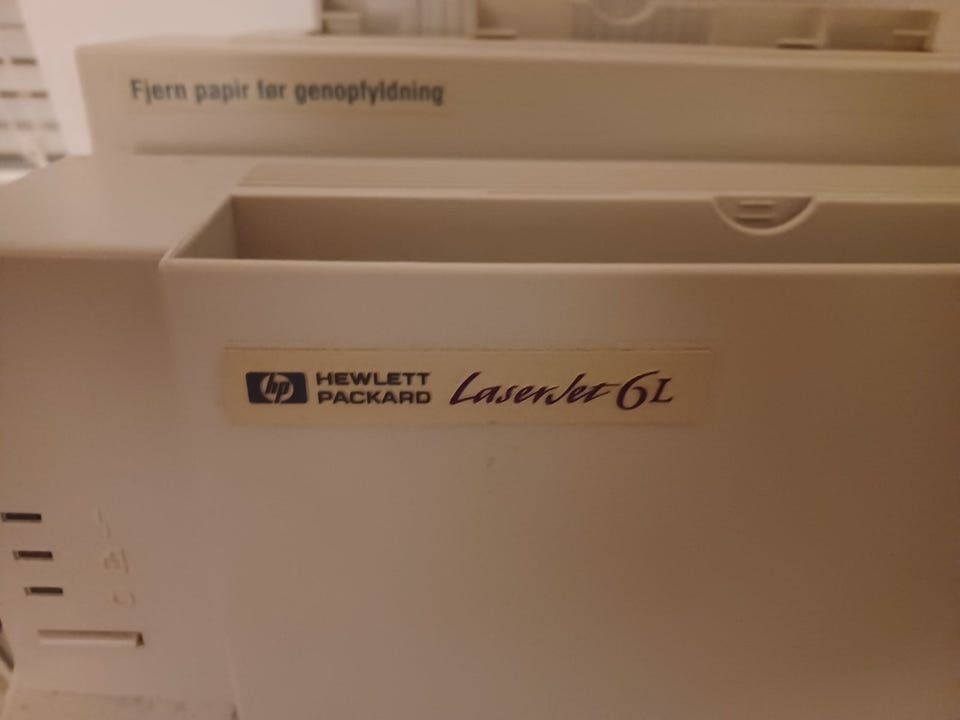 Fjern papir før genopfyldning
hp HEWLETT
PACKARD LaserJet 6L